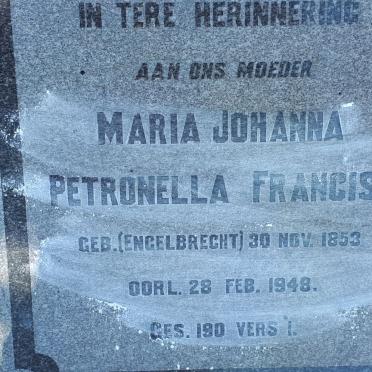 IN TERE HERINNERING
AAN ONS MOEDER
MARIA JOHANNA
PETRONELLA FRANCIS
GEB. (ENGELBRECHT) 30 NOV. 1853
OORL. 28 FEB. 1948.
GES. 190 VERS 1.